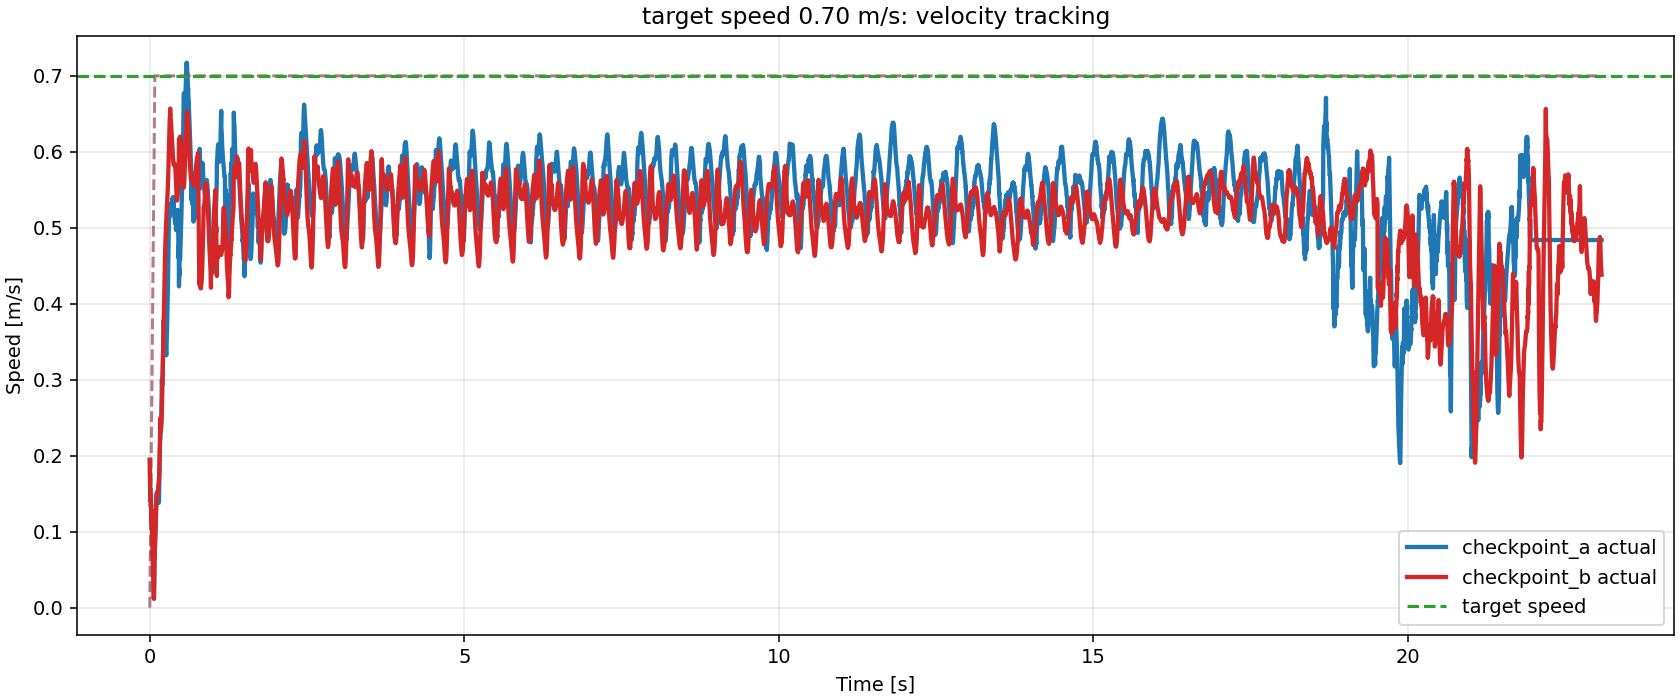 target speed 0.70 m/s: velocity tracking
Speed [m/s]
0.7
0.6
0.5
0.4
0.3
0.2
0.1
0.0
checkpoint_a actual
checkpoint_b actual
target speed
0 5 10 15 20
Time [s]